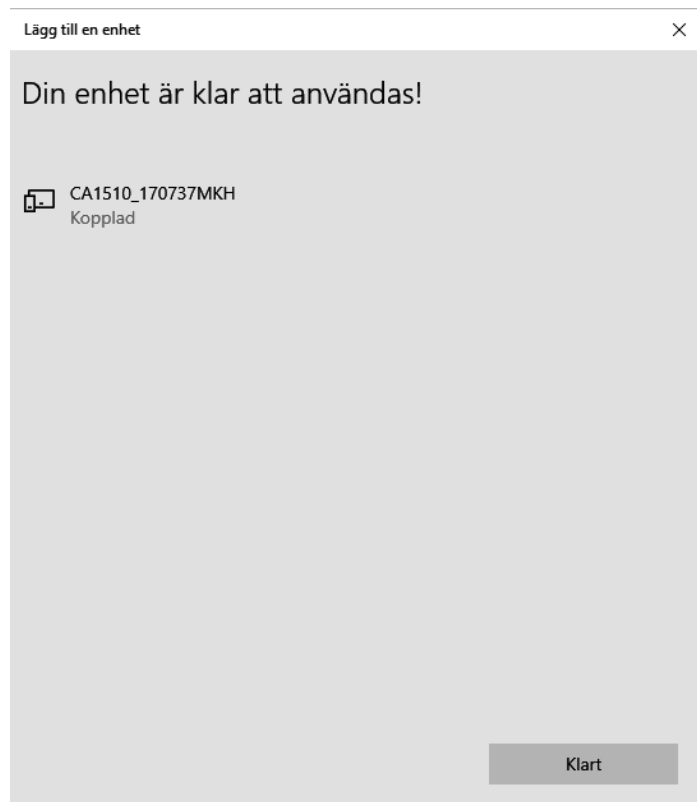 Lägg till en enhet
Din enhet är klar att användas!
CA1510_170737MKH
Kopplad
Klart